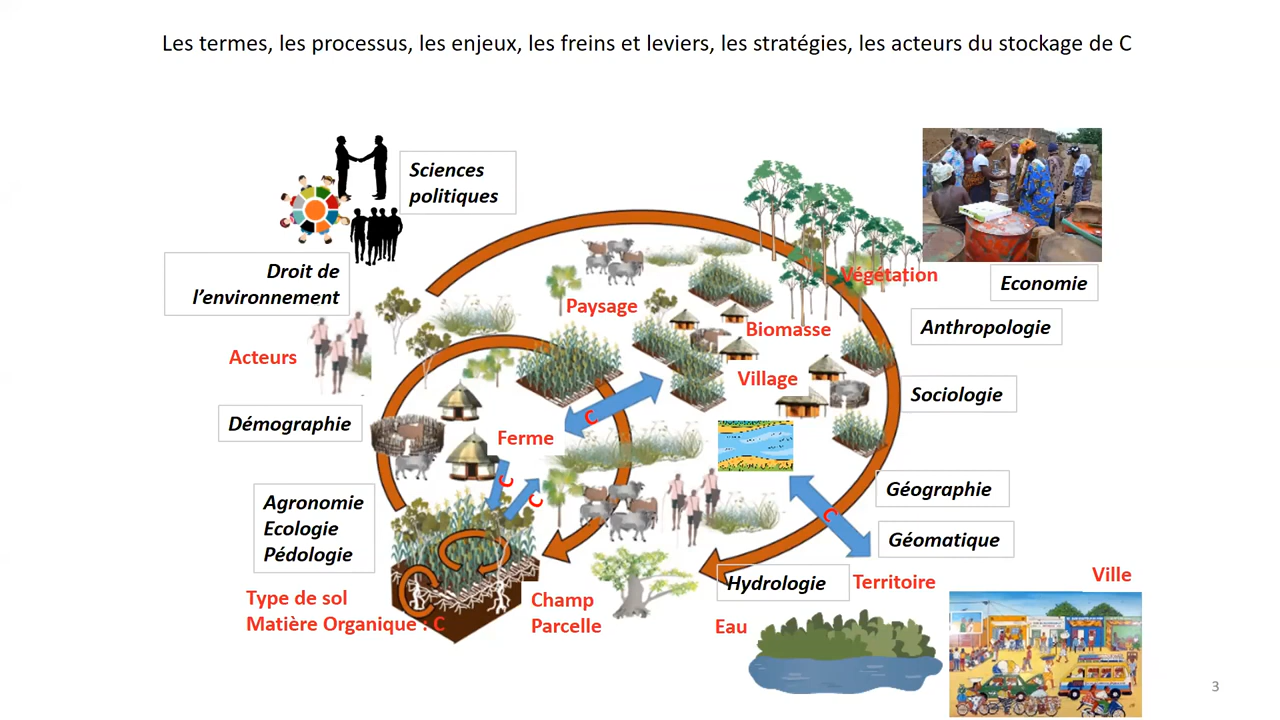 Les termes, les processus, les enjeux, les freins et leviers, les stratégies, les acteurs du stockage de C
Sciences
politiques
Droit de
l'environnement
Végétation
Economie
Paysage
Biomasse
Anthropologie
Acteurs
Village
Sociologie
Démographie
C
Ferme
C
C
Agronomie
Ecologie
Pédologie
Géographie
C
Géomatique
Hydrologie
Territoire
Ville
Type de sol
Matière Organique : C
Champ
Parcelle
Eau
3